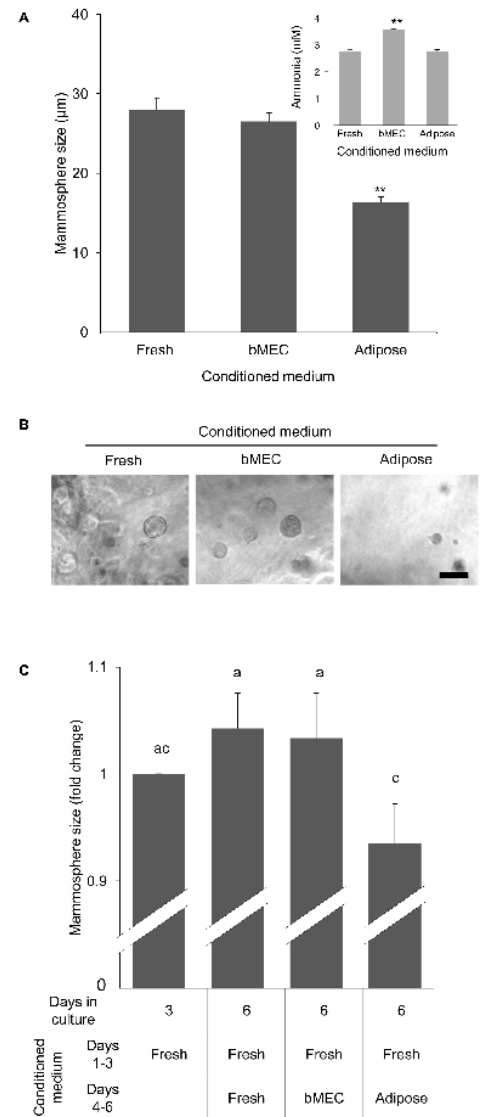 A
Mammosphere size (µm)
40
30
20
10
0
**
Fresh
bMEC
Adipose
Conditioned medium
Ammonia (mM)
4
3
2
1
0
**
Fresh
bMEC
Adipose
Conditioned medium
B
Conditioned medium
Fresh
bMEC
Adipose
C
Mammosphere size (fold change)
1.1
1
0.9
0
ac
a
a
c
Days in
culture
3
6
6
6
Conditioned
medium
Days
1-3
Fresh
Fresh
Fresh
Fresh
Days
4-6
Fresh
bMEC
Adipose